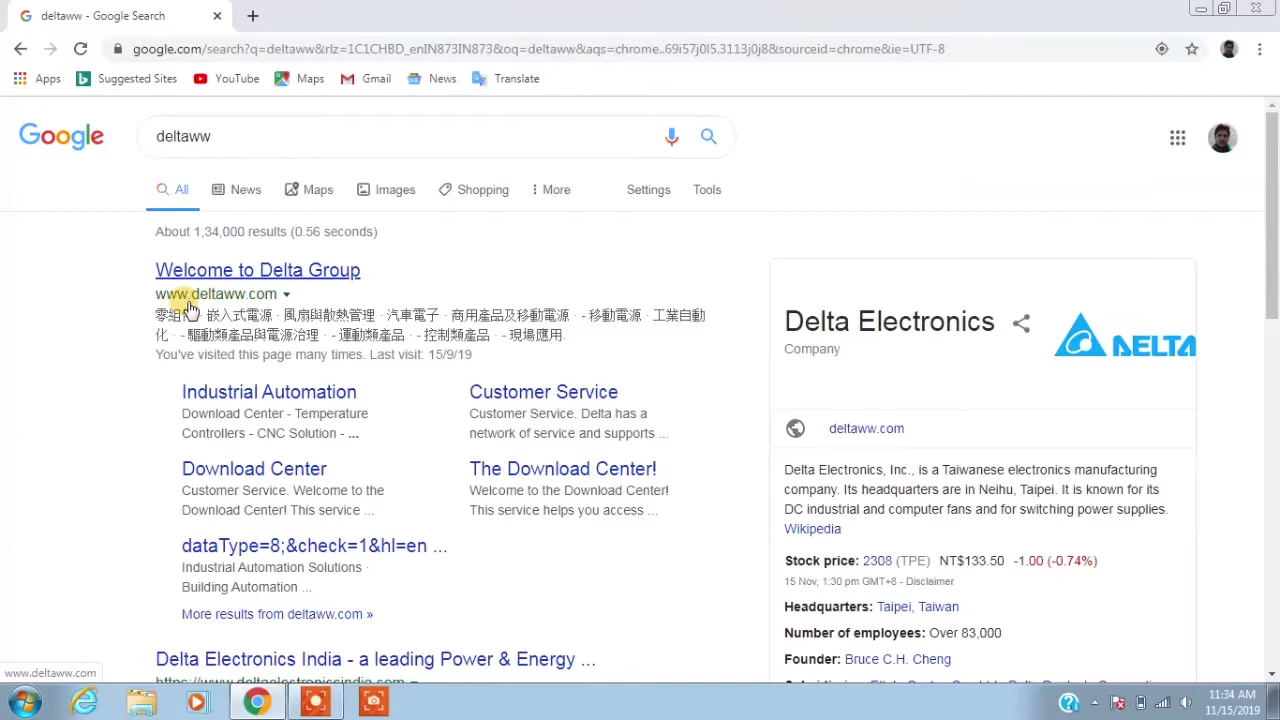 deltaww - Google Search
google.com/search?q=deltaww&rlz=1C1CHBD_enIN873IN873&oq=deltaww&aqs=chrome..69i57j0l5.3113j0j8&sourceid=chrome&ie=UTF-8
Apps Suggested Sites YouTube Maps Gmail News Translate
Google
deltaww
All News Maps Images Shopping More Settings Tools
About 1,34,000 results (0.56 seconds)
Welcome to Delta Group
www.deltaww.com
零組件 · 嵌入式電源 · 風扇與散熱管理 · 汽車電子 · 商用產品及移動電源 · - 移動電源 · 工業自動
化 · - 驅動類產品與電源冶理 · - 運動類產品 · - 控制類產品 · - 現場應用.
You've visited this page many times. Last visit: 15/9/19
Industrial Automation
Download Center - Temperature
Controllers - CNC Solution - ...
Customer Service
Customer Service. Delta has a
network of service and supports ...
Download Center
Customer Service. Welcome to the
Download Center! This service ...
The Download Center!
Welcome to the Download Center!
This service helps you access ...
dataType=8;&check=1&hl=en ...
Industrial Automation Solutions ·
Building Automation ...
More results from deltaww.com »
Delta Electronics India - a leading Power & Energy ...
https://www.deltaelectronicsindia.com
Delta Electronics
Company
DELTA
deltaww.com
Delta Electronics, Inc., is a Taiwanese electronics manufacturing
company. Its headquarters are in Neihu, Taipei. It is known for its
DC industrial and computer fans and for switching power supplies.
Wikipedia
Stock price: 2308 (TPE) NT$133.50 -1.00 (-0.74%)
15 Nov, 1:30 pm GMT+8 - Disclaimer
Headquarters: Taipei, Taiwan
Number of employees: Over 83,000
Founder: Bruce C.H. Cheng
www.deltaww.com
11:34 AM
11/15/2019